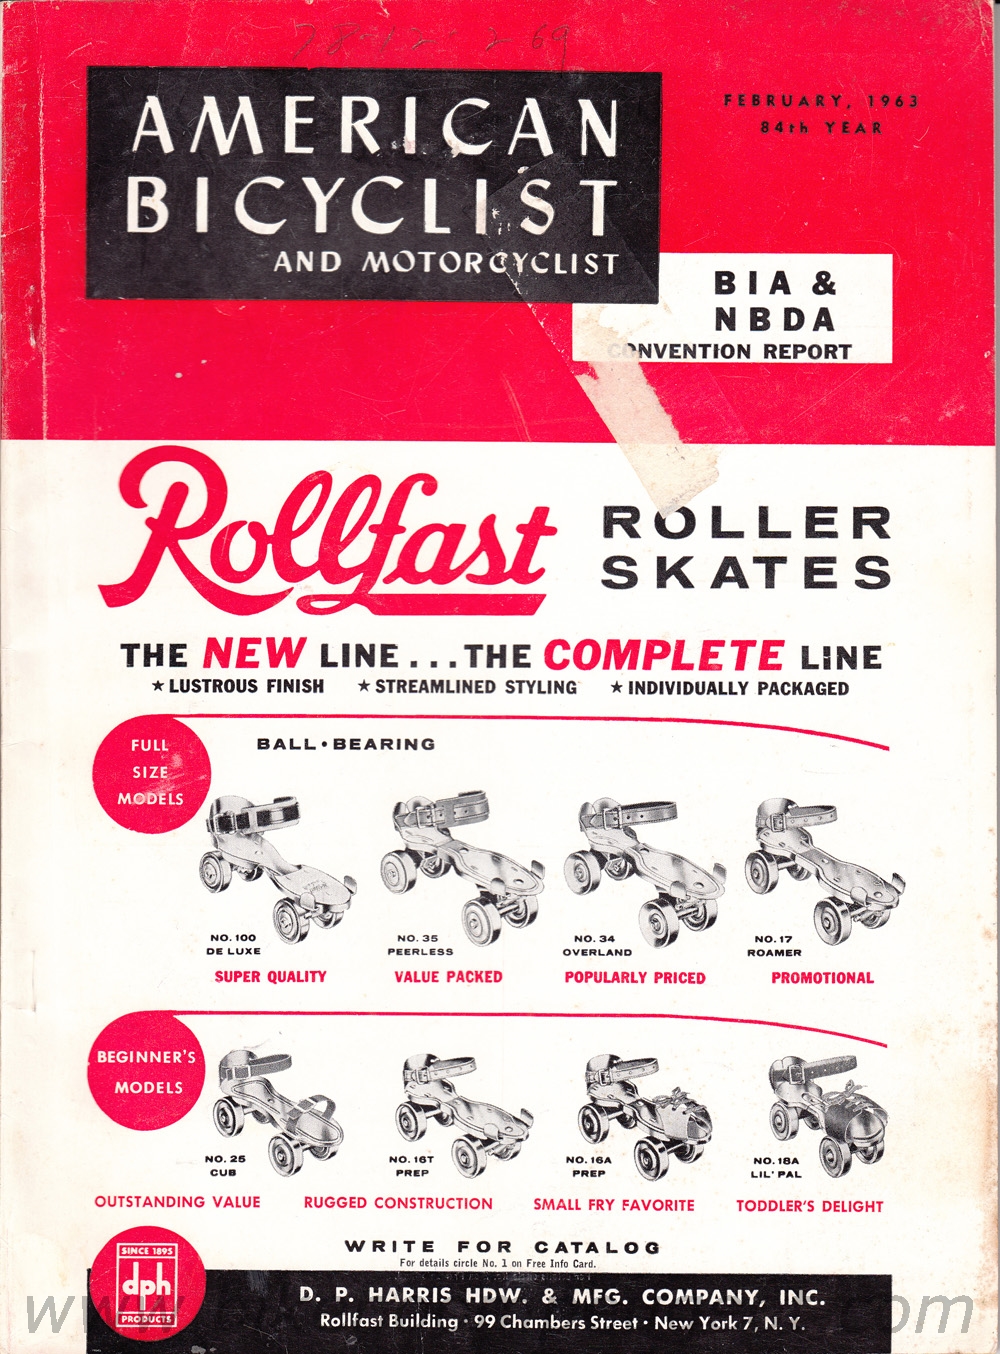 78-12-2 69
AMERICAN
BICYCLIST
AND MOTORCYCLIST
FEBRUARY, 1963
84th YEAR
BIA &
NBDA
CONVENTION REPORT
Rollfast
ROLLER
SKATES
THE NEW LINE...THE COMPLETE LINE
★ LUSTROUS FINISH ★ STREAMLINED STYLING ★ INDIVIDUALLY PACKAGED
FULL
SIZE
MODELS
BALL • BEARING
NO. 100
DE LUXE
SUPER QUALITY
NO. 35
PEERLESS
VALUE PACKED
NO. 34
OVERLAND
POPULARLY PRICED
NO. 17
ROAMER
PROMOTIONAL
BEGINNER'S
MODELS
NO. 25
CUB
OUTSTANDING VALUE
NO. 16T
PREP
RUGGED CONSTRUCTION
NO. 16A
PREP
SMALL FRY FAVORITE
NO. 18A
LIL' PAL
TODDLER'S DELIGHT
WRITE FOR CATALOG
For details circle No. 1 on Free Info Card.
SINCE 1895
dph
PRODUCTS
D. P. HARRIS HDW. & MFG. COMPANY, INC.
Rollfast Building • 99 Chambers Street • New York 7, N. Y.